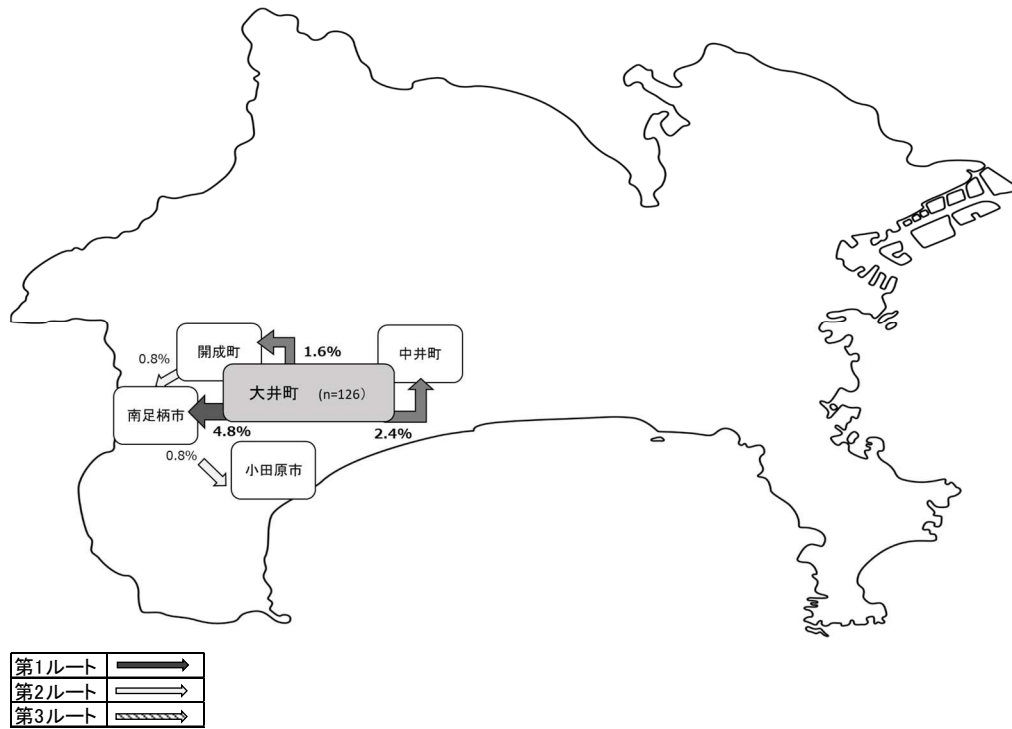 開成町
1.6%
中井町
0.8%
大井町 (n=126)
南足柄市
4.8%
2.4%
0.8%
小田原市
第1ルート
第2ルート
第3ルート